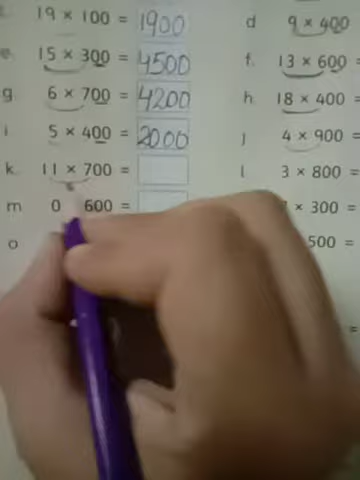 19 × 100 = 1900 d 9 × 400
e. 15 × 300 = 4500 f. 13 × 600 =
g. 6 × 700 = 4200 h. 18 × 400 =
i 5 × 400 = 2000 j 4 × 900 =
k. 11 × 700 = l 3 × 800 =
m 0 600 = × 300 =
o 500 =
=